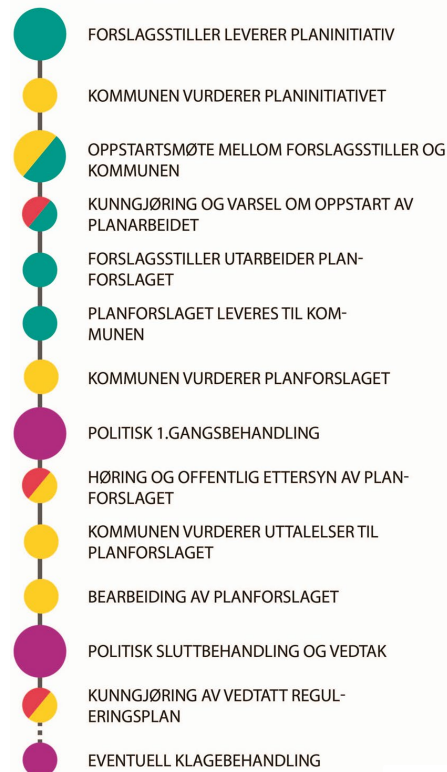 FORSLAGSSTILLER LEVERER PLANINITIATIV
KOMMUNEN VURDERER PLANINITIATIVET
OPPSTARTSMØTE MELLOM FORSLAGSSTILLER OG
KOMMUNEN
KUNNGJØRING OG VARSEL OM OPPSTART AV
PLANARBEIDET
FORSLAGSSTILLER UTARBEIDER PLAN-
FORSLAGET
PLANFORSLAGET LEVERES TIL KOM-
MUNEN
KOMMUNEN VURDERER PLANFORSLAGET
POLITISK 1.GANGSBEHANDLING
HØRING OG OFFENTLIG ETTERSYN AV PLAN-
FORSLAGET
KOMMUNEN VURDERER UTTALELSER TIL
PLANFORSLAGET
BEARBEIDING AV PLANFORSLAGET
POLITISK SLUTTBEHANDLING OG VEDTAK
KUNNGJØRING AV VEDTATT REGUL-
ERINGSPLAN
EVENTUELL KLAGEBEHANDLING